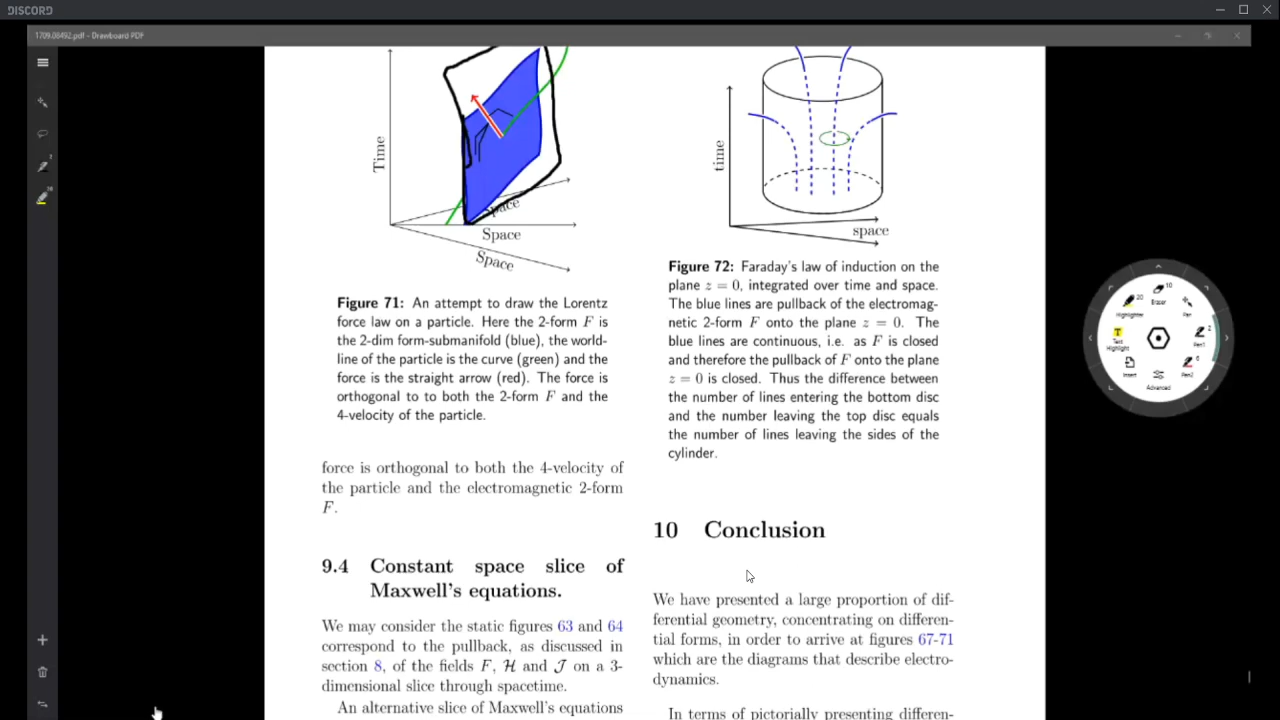 DISCORD
1709.08492.pdf - Drawboard PDF
Time
Space
Space
Space
Figure 71: An attempt to draw the Lorentz
force law on a particle. Here the 2-form F is
the 2-dim form-submanifold (blue), the world-
line of the particle is the curve (green) and the
force is the straight arrow (red). The force is
orthogonal to to both the 2-form F and the
4-velocity of the particle.
force is orthogonal to both the 4-velocity of
the particle and the electromagnetic 2-form
F.
9.4 Constant space slice of
Maxwell's equations.
We may consider the static figures 63 and 64
correspond to the pullback, as discussed in
section 8, of the fields F, H and J on a 3-
dimensional slice through spacetime.
An alternative slice of Maxwell's equations
time
space
Figure 72: Faraday's law of induction on the
plane z = 0, integrated over time and space.
The blue lines are pullback of the electromag-
netic 2-form F onto the plane z = 0. The
blue lines are continuous, i.e. as F is closed
and therefore the pullback of F onto the plane
z = 0 is closed. Thus the difference between
the number of lines entering the bottom disc
and the number leaving the top disc equals
the number of lines leaving the sides of the
cylinder.
10 Conclusion
We have presented a large proportion of dif-
ferential geometry, concentrating on differen-
tial forms, in order to arrive at figures 67-71
which are the diagrams that describe electro-
dynamics.
In terms of pictorially presenting differen-
10
Eraser
20
Highlighter
Pen
Text
Highlight
2
Pen1
Insert
6
Pen2
Advanced